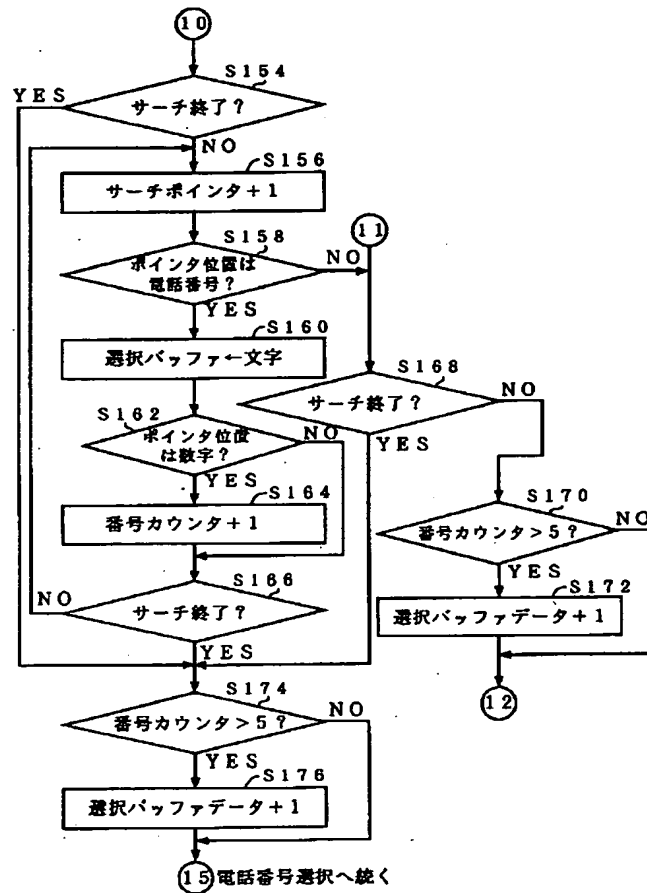 10
S154
YES
サーチ終了?
NO
S156
サーチポインタ+1
S158
11
ポインタ位置は
電話番号?
NO
YES
S160
選択バッファ←文字
S168
サーチ終了?
NO
YES
S162
ポインタ位置
は数字?
NO
YES
S164
番号カウンタ+1
S170
番号カウンタ>5?
NO
YES
S166
NO
サーチ終了?
YES
S172
選択バッファデータ+1
12
S174
番号カウンタ>5?
NO
YES
S176
選択バッファデータ+1
15 電話番号選択へ続く